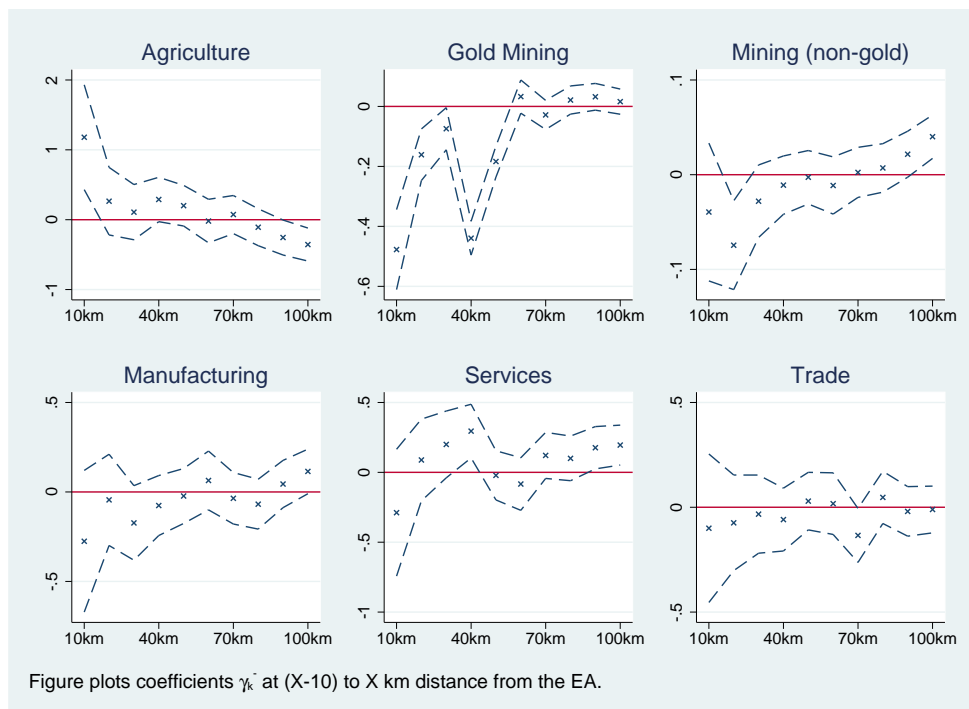 Agriculture
2
1
0
-1
10km 40km 70km 100km
Gold Mining
0
-.2
-.4
-.6
10km 40km 70km 100km
Mining (non-gold)
.1
0
-.1
10km 40km 70km 100km
Manufacturing
.5
0
-.5
10km 40km 70km 100km
Services
.5
0
-.5
-1
10km 40km 70km 100km
Trade
.5
0
-.5
10km 40km 70km 100km
Figure plots coefficients γₖ⁻ at (X-10) to X km distance from the EA.